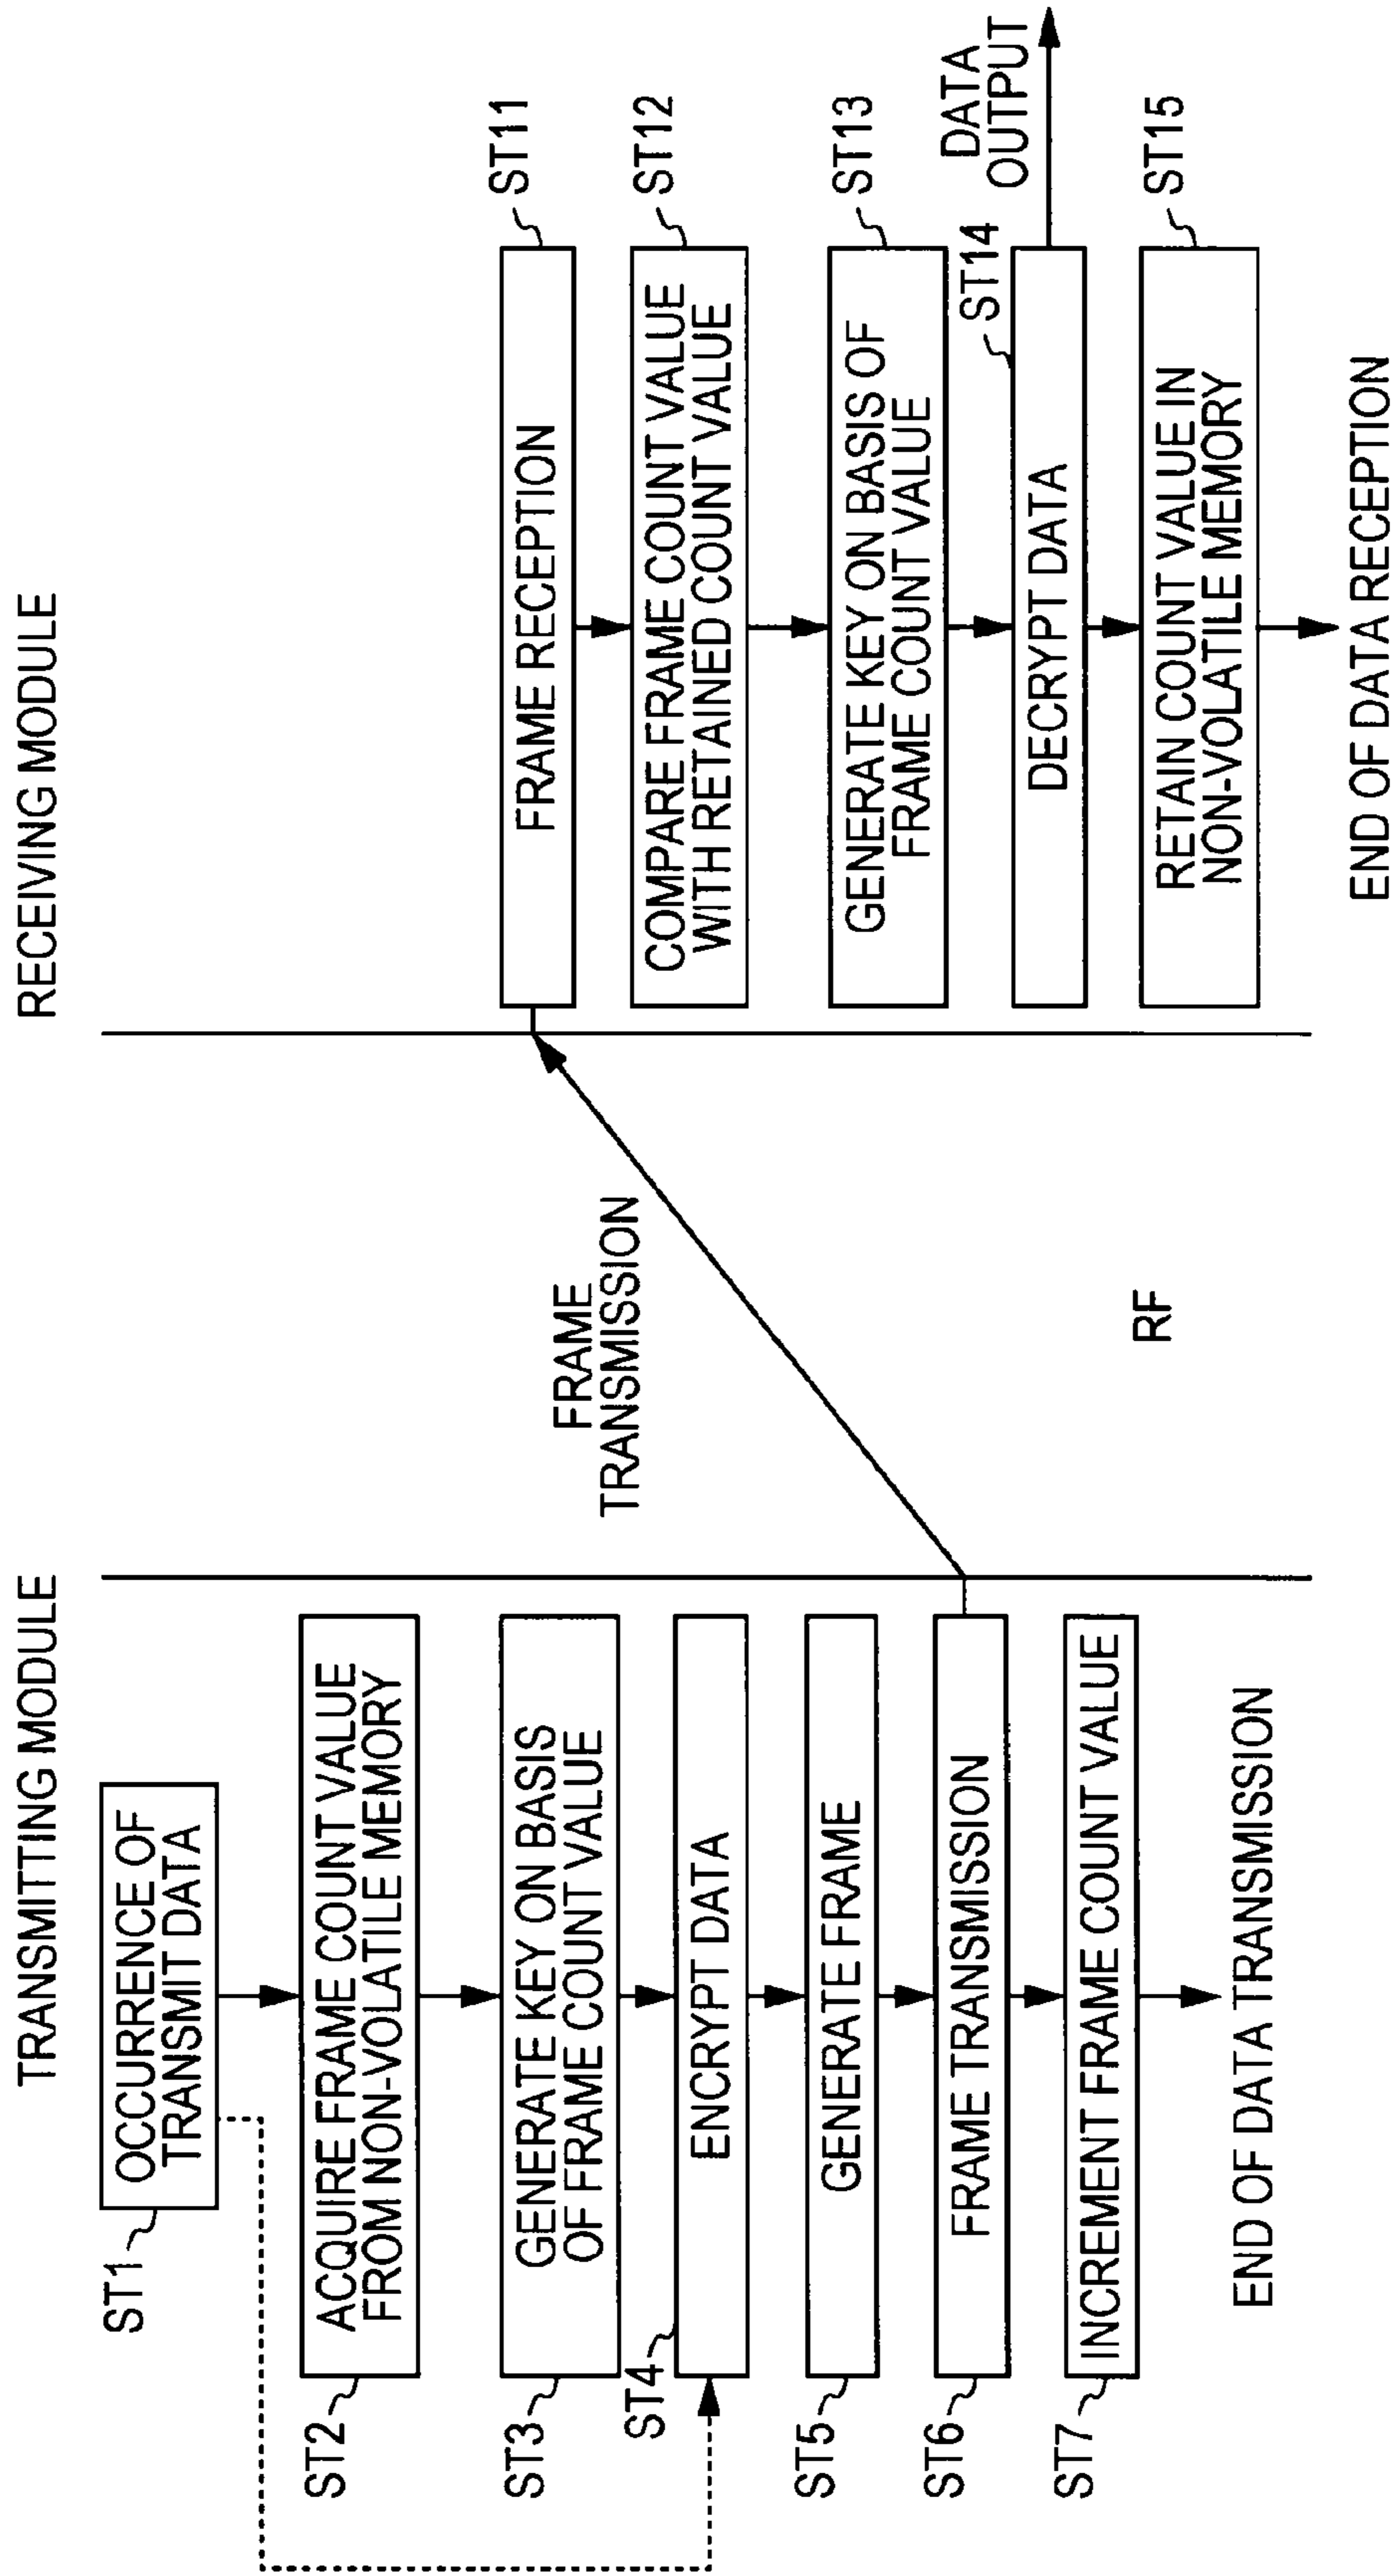 TRANSMITTING MODULE
ST1
OCCURRENCE OF
TRANSMIT DATA
ST2
ACQUIRE FRAME COUNT VALUE
FROM NON-VOLATILE MEMORY
ST3
GENERATE KEY ON BASIS
OF FRAME COUNT VALUE
ST4
ENCRYPT DATA
ST5
GENERATE FRAME
ST6
FRAME TRANSMISSION
ST7
INCREMENT FRAME COUNT VALUE
END OF DATA TRANSMISSION
FRAME
TRANSMISSION
RF
RECEIVING MODULE
FRAME RECEPTION
ST11
COMPARE FRAME COUNT VALUE
WITH RETAINED COUNT VALUE
ST12
GENERATE KEY ON BASIS OF
FRAME COUNT VALUE
ST13
DECRYPT DATA
ST14
DATA
OUTPUT
RETAIN COUNT VALUE IN
NON-VOLATILE MEMORY
ST15
END OF DATA RECEPTION